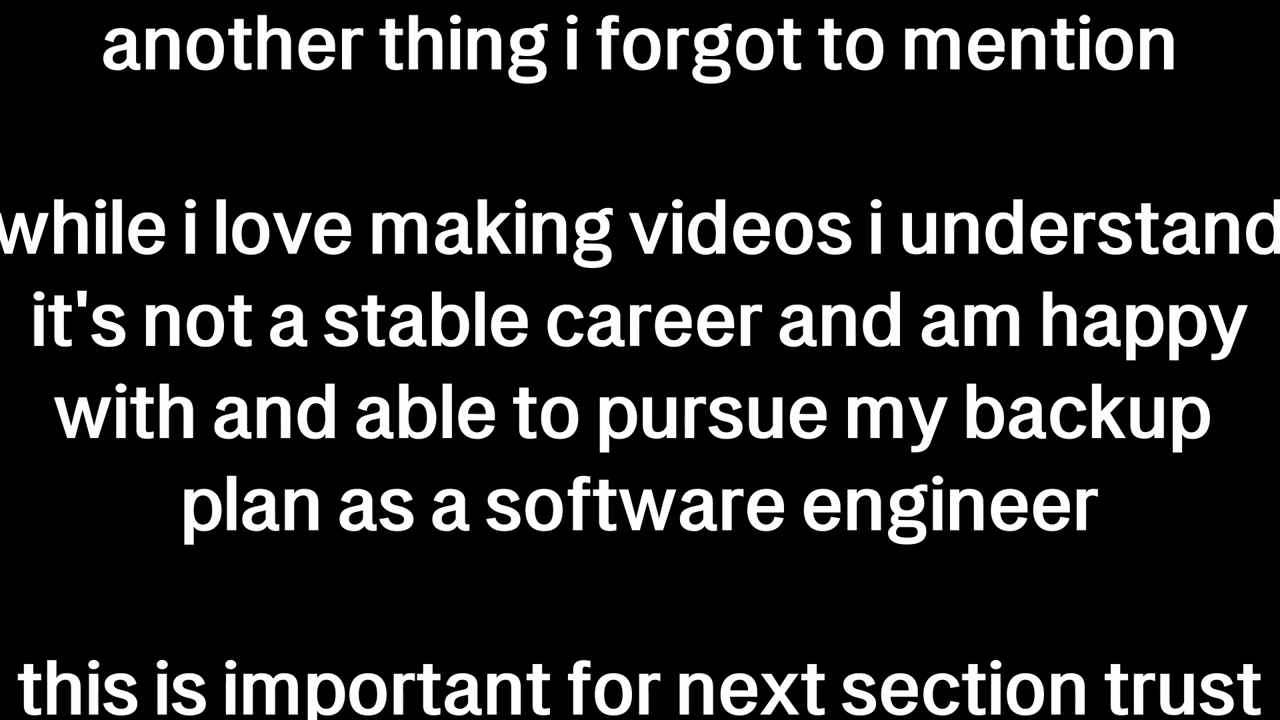 another thing i forgot to mention
while i love making videos i understand
it's not a stable career and am happy
with and able to pursue my backup
plan as a software engineer
this is important for next section trust